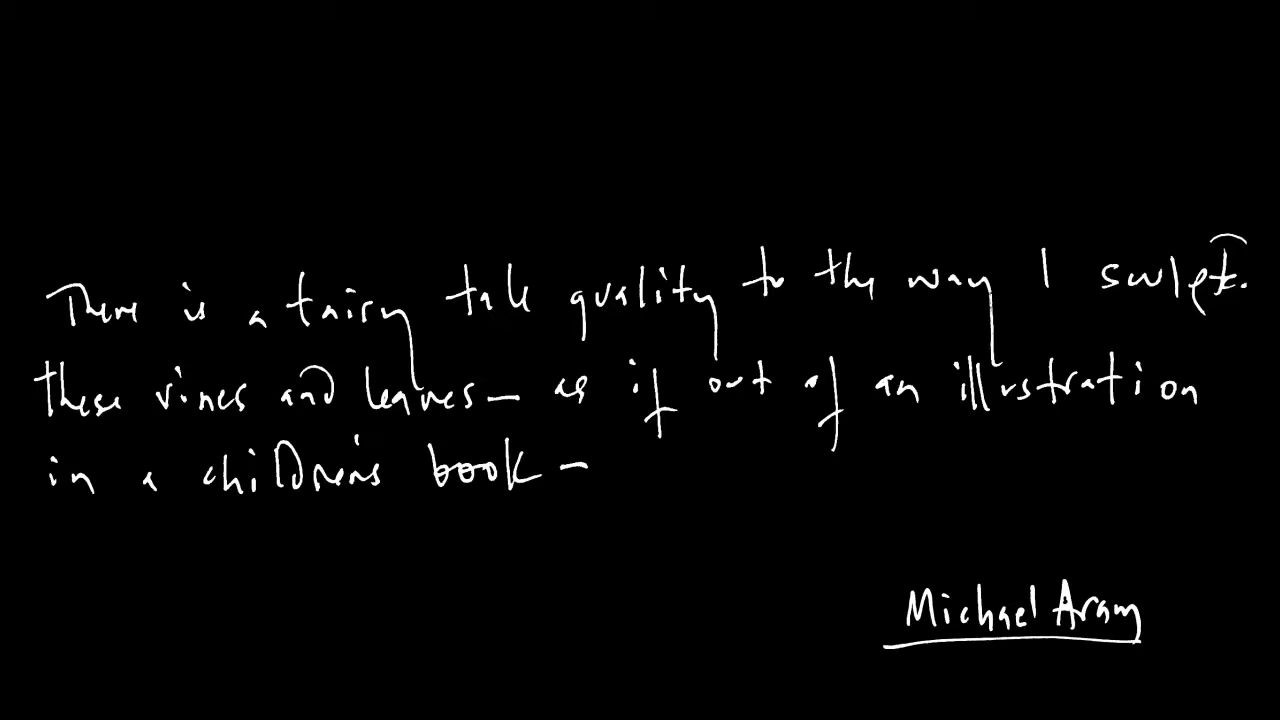 There is a fairy tale quality to the way I sculpt
these vines and leaves – as if out of an illustration
in a children's book –
Michael Aram